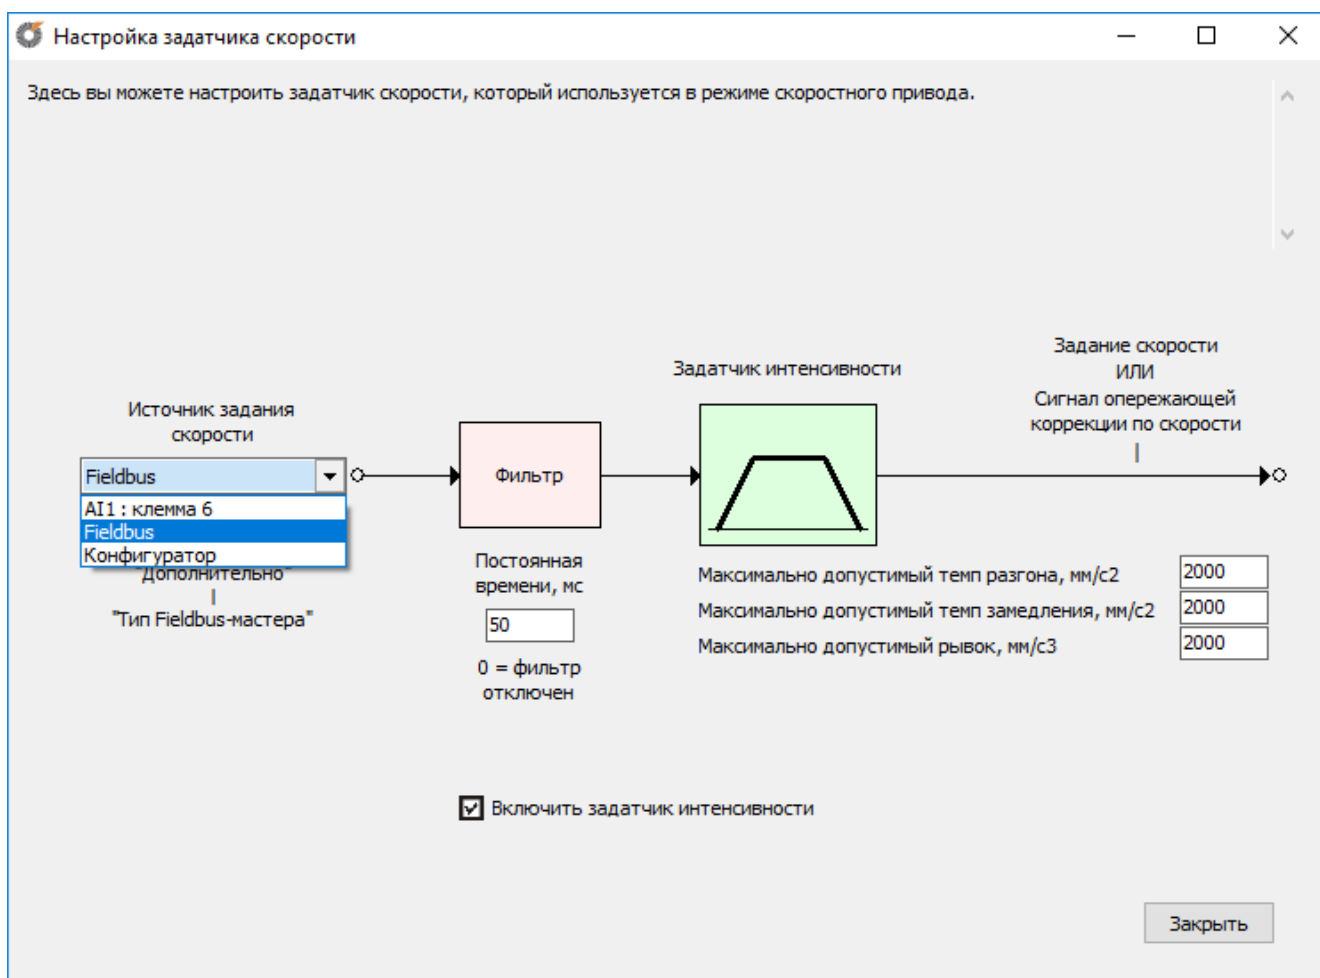 Настройка задатчика скорости
Здесь вы можете настроить задатчик скорости, который используется в режиме скоростного привода.
Задание скорости
ИЛИ
Сигнал опережающей
коррекции по скорости
Задатчик интенсивности
Источник задания
скорости
Fieldbus
AI1 : клемма 6
Fieldbus
Конфигуратор
"Дополнительно"
"Тип Fieldbus-мастера"
Фильтр
Постоянная
времени, мс
50
0 = фильтр
отключен
Максимально допустимый темп разгона, мм/с2 2000
Максимально допустимый темп замедления, мм/с2 2000
Максимально допустимый рывок, мм/с3 2000
Включить задатчик интенсивности
Закрыть